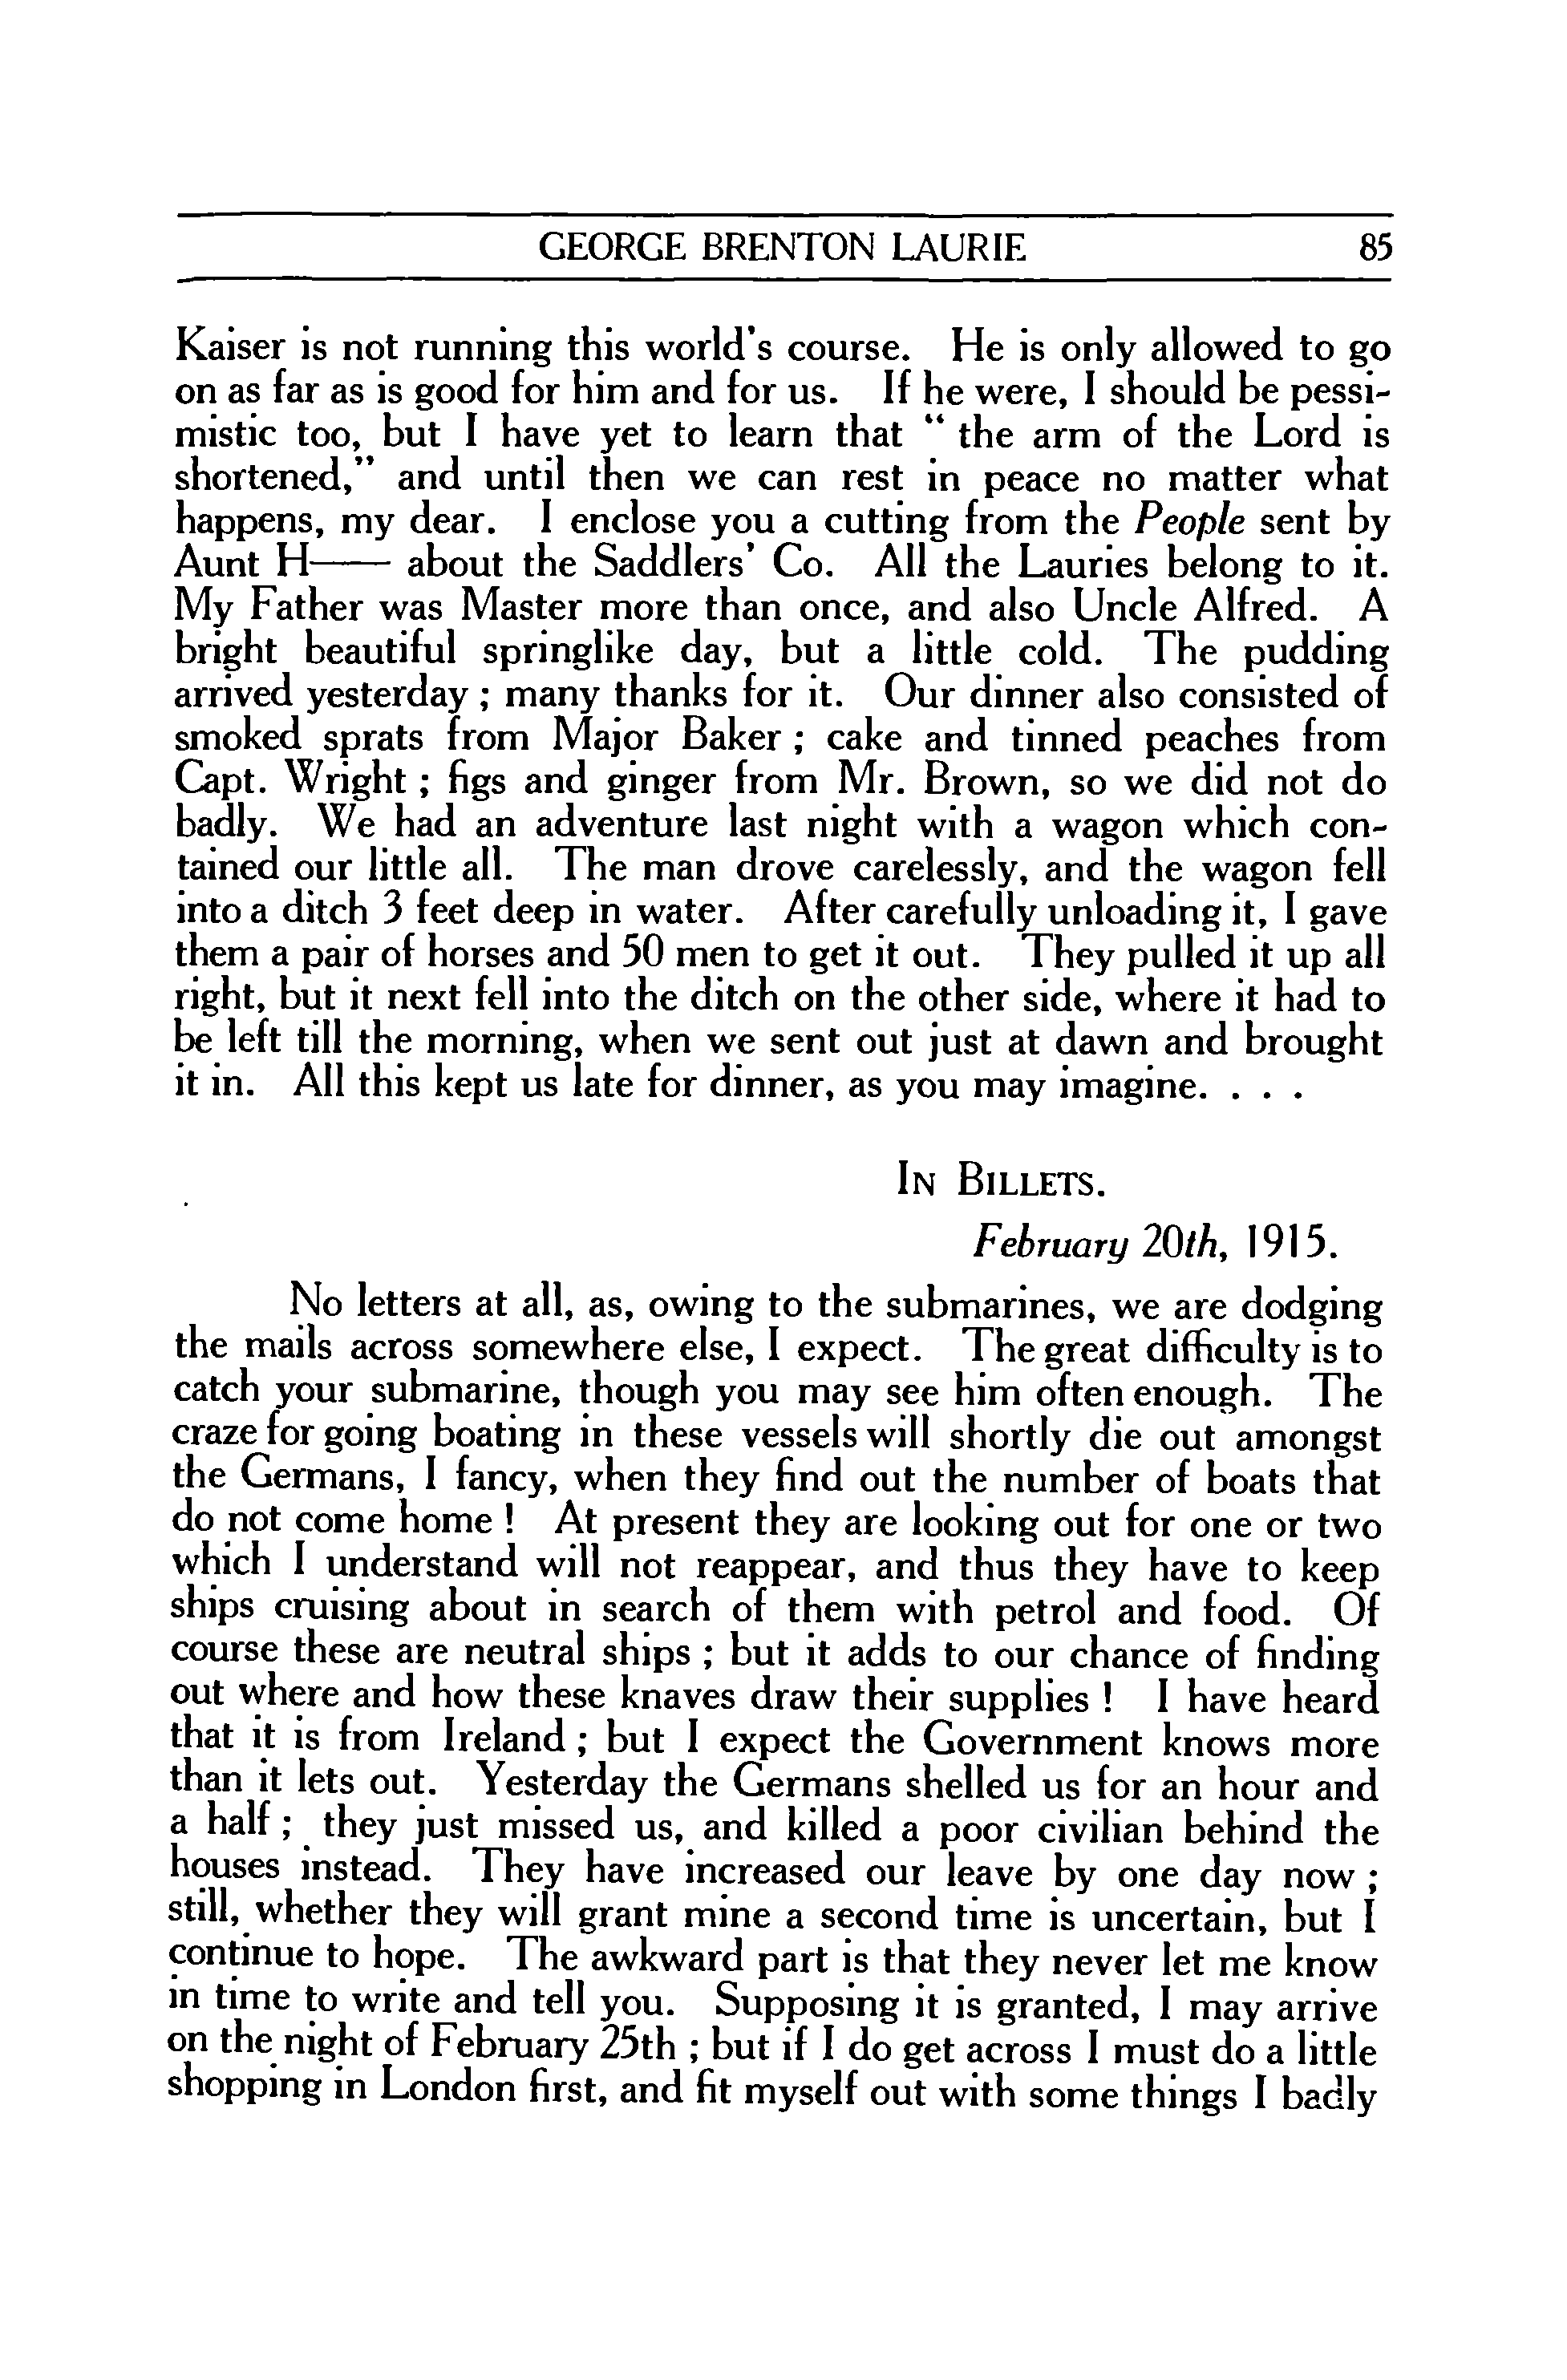 GEORGE BRENTON LAURIE 85
Kaiser is not running this world's course. He is only allowed to go
on as far as is good for him and for us. If he were, I should be pessi-
mistic too, but I have yet to learn that “ the arm of the Lord is
shortened,” and until then we can rest in peace no matter what
happens, my dear. I enclose you a cutting from the People sent by
Aunt H—— about the Saddlers' Co. All the Lauries belong to it.
My Father was Master more than once, and also Uncle Alfred. A
bright beautiful springlike day, but a little cold. The pudding
arrived yesterday ; many thanks for it. Our dinner also consisted of
smoked sprats from Major Baker ; cake and tinned peaches from
Capt. Wright ; figs and ginger from Mr. Brown, so we did not do
badly. We had an adventure last night with a wagon which con-
tained our little all. The man drove carelessly, and the wagon fell
into a ditch 3 feet deep in water. After carefully unloading it, I gave
them a pair of horses and 50 men to get it out. They pulled it up all
right, but it next fell into the ditch on the other side, where it had to
be left till the morning, when we sent out just at dawn and brought
it in. All this kept us late for dinner, as you may imagine. . . .
In Billets.
February 20th, 1915.
No letters at all, as, owing to the submarines, we are dodging
the mails across somewhere else, I expect. The great difficulty is to
catch your submarine, though you may see him often enough. The
craze for going boating in these vessels will shortly die out amongst
the Germans, I fancy, when they find out the number of boats that
do not come home ! At present they are looking out for one or two
which I understand will not reappear, and thus they have to keep
ships cruising about in search of them with petrol and food. Of
course these are neutral ships ; but it adds to our chance of finding
out where and how these knaves draw their supplies ! I have heard
that it is from Ireland ; but I expect the Government knows more
than it lets out. Yesterday the Germans shelled us for an hour and
a half ; they just missed us, and killed a poor civilian behind the
houses instead. They have increased our leave by one day now ;
still, whether they will grant mine a second time is uncertain, but I
continue to hope. The awkward part is that they never let me know
in time to write and tell you. Supposing it is granted, I may arrive
on the night of February 25th ; but if I do get across I must do a little
shopping in London first, and fit myself out with some things I badly